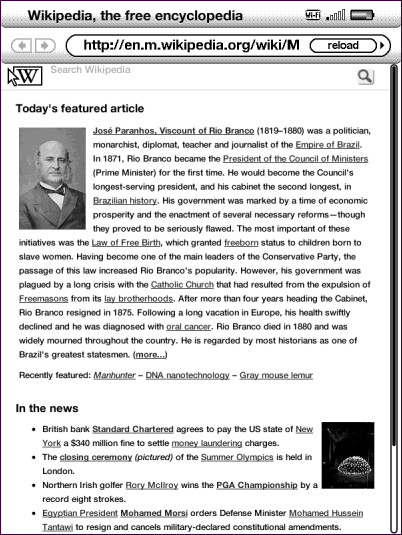 Wikipedia, the free encyclopedia
Wi-Fi
http://en.m.wikipedia.org/wiki/M
reload
W
Search Wikipedia
Today's featured article
José Paranhos, Viscount of Rio Branco (1819–1880) was a politician,
monarchist, diplomat, teacher and journalist of the Empire of Brazil.
In 1871, Rio Branco became the President of the Council of Ministers
(Prime Minister) for the first time. He would become the Council's
longest-serving president, and his cabinet the second longest, in
Brazilian history. His government was marked by a time of economic
prosperity and the enactment of several necessary reforms—though
they proved to be seriously flawed. The most important of these
initiatives was the Law of Free Birth, which granted freeborn status to children born to
slave women. Having become one of the main leaders of the Conservative Party, the
passage of this law increased Rio Branco's popularity. However, his government was
plagued by a long crisis with the Catholic Church that had resulted from the expulsion of
Freemasons from its lay brotherhoods. After more than four years heading the Cabinet,
Rio Branco resigned in 1875. Following a long vacation in Europe, his health swiftly
declined and he was diagnosed with oral cancer. Rio Branco died in 1880 and was
widely mourned throughout the country. He is regarded by most historians as one of
Brazil's greatest statesmen. (more...)
Recently featured: Manhunter – DNA nanotechnology – Gray mouse lemur
In the news
British bank Standard Chartered agrees to pay the US state of New
York a $340 million fine to settle money laundering charges.
The closing ceremony (pictured) of the Summer Olympics is held in
London.
Northern Irish golfer Rory McIlroy wins the PGA Championship by a
record eight strokes.
Egyptian President Mohamed Morsi orders Defense Minister Mohamed Hussein
Tantawi to resign and cancels military-declared constitutional amendments.